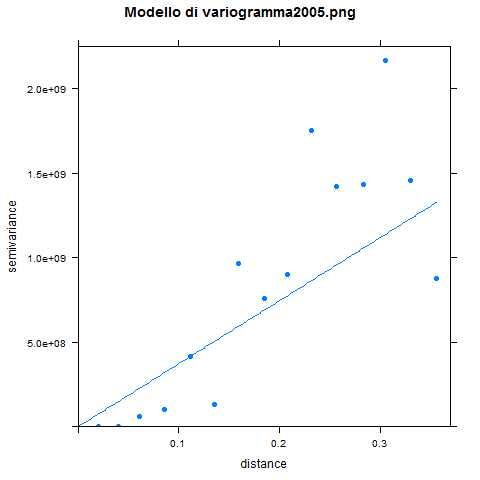 Modello di variogramma2005.png
2.0e+09
1.5e+09
1.0e+09
5.0e+08
semivariance
0.1 0.2 0.3
distance